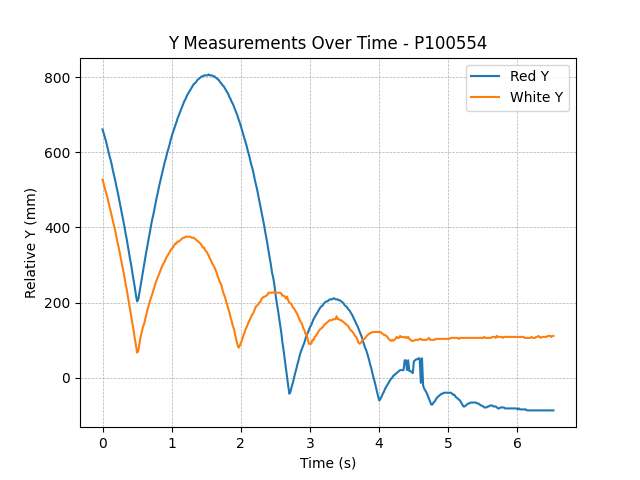 Y Measurements Over Time - P100554
Red Y
White Y
Relative Y (mm)
800
600
400
200
0
0 1 2 3 4 5 6
Time (s)